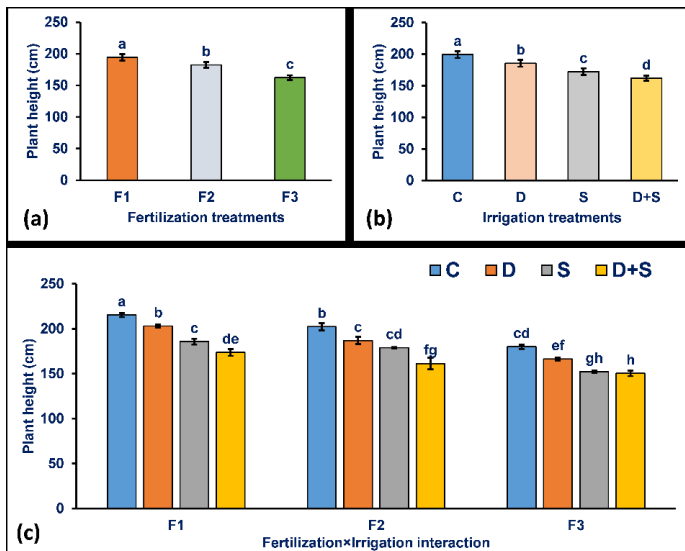 250
200
150
100
50
0
Plant height (cm)
a
b
c
F1
F2
F3
(a)
Fertilization treatments
250
200
150
100
50
0
Plant height (cm)
a
b
c
d
C
D
S
D+S
(b)
Irrigation treatments
C
D
S
D+S
250
200
150
100
50
0
Plant height (cm)
a
b
c
de
b
c
cd
fg
cd
ef
gh
h
F1
F2
F3
(c)
Fertilization×Irrigation interaction